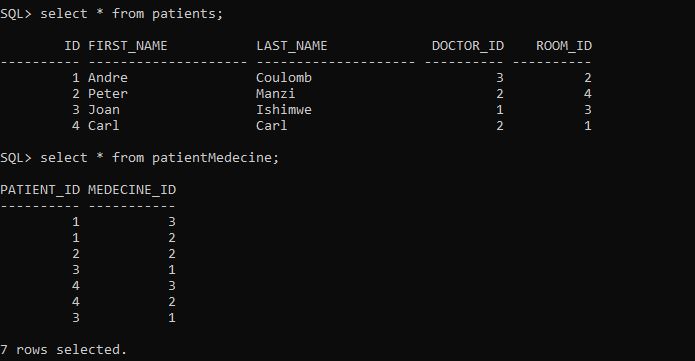 SQL> select * from patients;
        ID FIRST_NAME           LAST_NAME             DOCTOR_ID    ROOM_ID
---------- -------------------- -------------------- ---------- ----------
         1 Andre                Coulomb                       3          2
         2 Peter                Manzi                         2          4
         3 Joan                 Ishimwe                       1          3
         4 Carl                 Carl                          2          1
SQL> select * from patientMedecine;
PATIENT_ID MEDECINE_ID
---------- -----------
         1           3
         1           2
         2           2
         3           1
         4           3
         4           2
         3           1
7 rows selected.